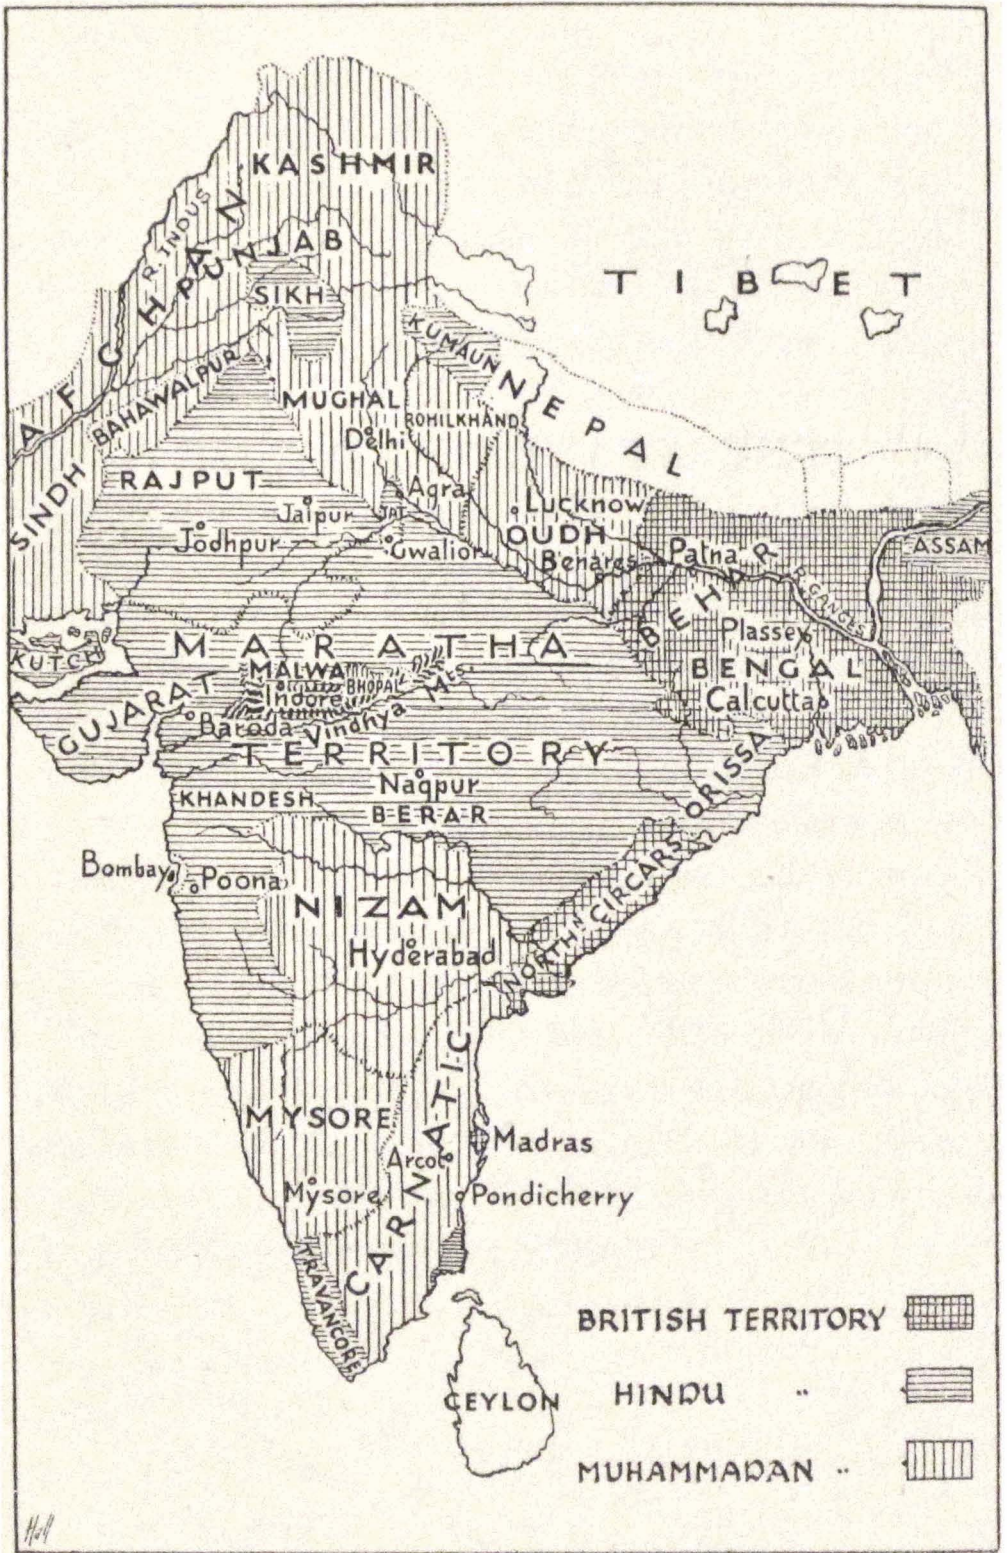 KASHMIR
R. INDUS
AFGHAN
PUNJAB
SIKH
TIBET
KUMAUN
NEPAL
BAHAWALPUR
MUGHAL
ROHILKHAND
Delhi
SINDH
RAJPUT
Agra
JAT
Lucknow
Jaipur
OUDH
Jodhpur
Gwalior
Benares
Patna
ASSAM
BEHAR
R. GANGES
KUTCH
MARATHA
Plassey
MALWA
BHOPAL
Indore
BENGAL
GUJARAT
Calcutta
Baroda
Vindhya Mts.
TERRITORY
ORISSA
Nagpur
KHANDESH
BERAR
Bombay
Poona
NIZAM
NORTHN CIRCARS
Hyderabad
CARNATIC
MYSORE
Madras
Arcot
Mysore
Pondicherry
TRAVANCORE
CEYLON
BRITISH TERRITORY
HINDU "
MUHAMMADAN "
Hall